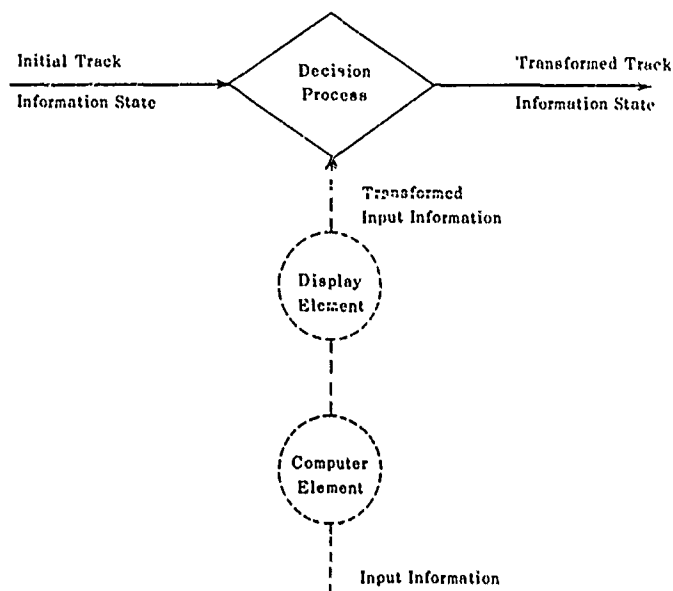 Initial Track
Information State
Decision
Process
Transformed Track
Information State
Transformed
Input Information
Display
Element
Computer
Element
Input Information